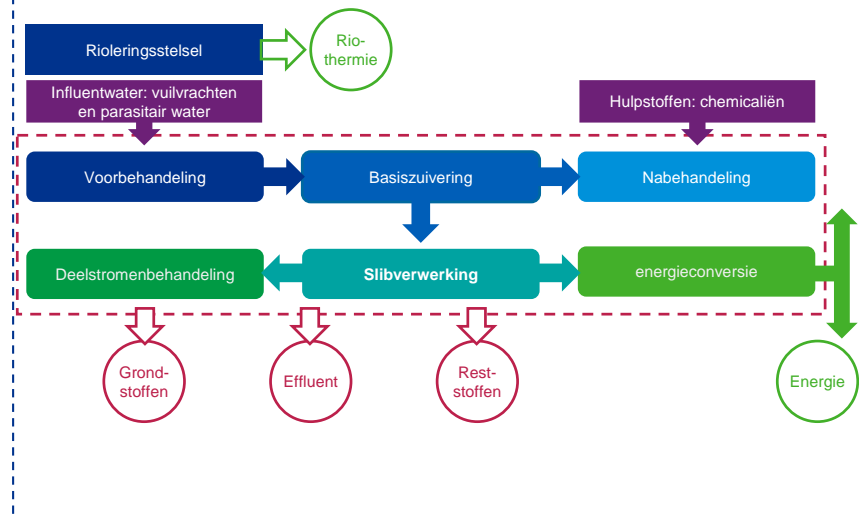 Rioleringsstelsel
Rio-
thermie
Influentwater: vuilvrachten
en parasitair water
Hulpstoffen: chemicaliën
Voorbehandeling
Basiszuivering
Nabehandeling
Deelstromenbehandeling
Slibverwerking
energieconversie
Grond-
stoffen
Effluent
Rest-
stoffen
Energie